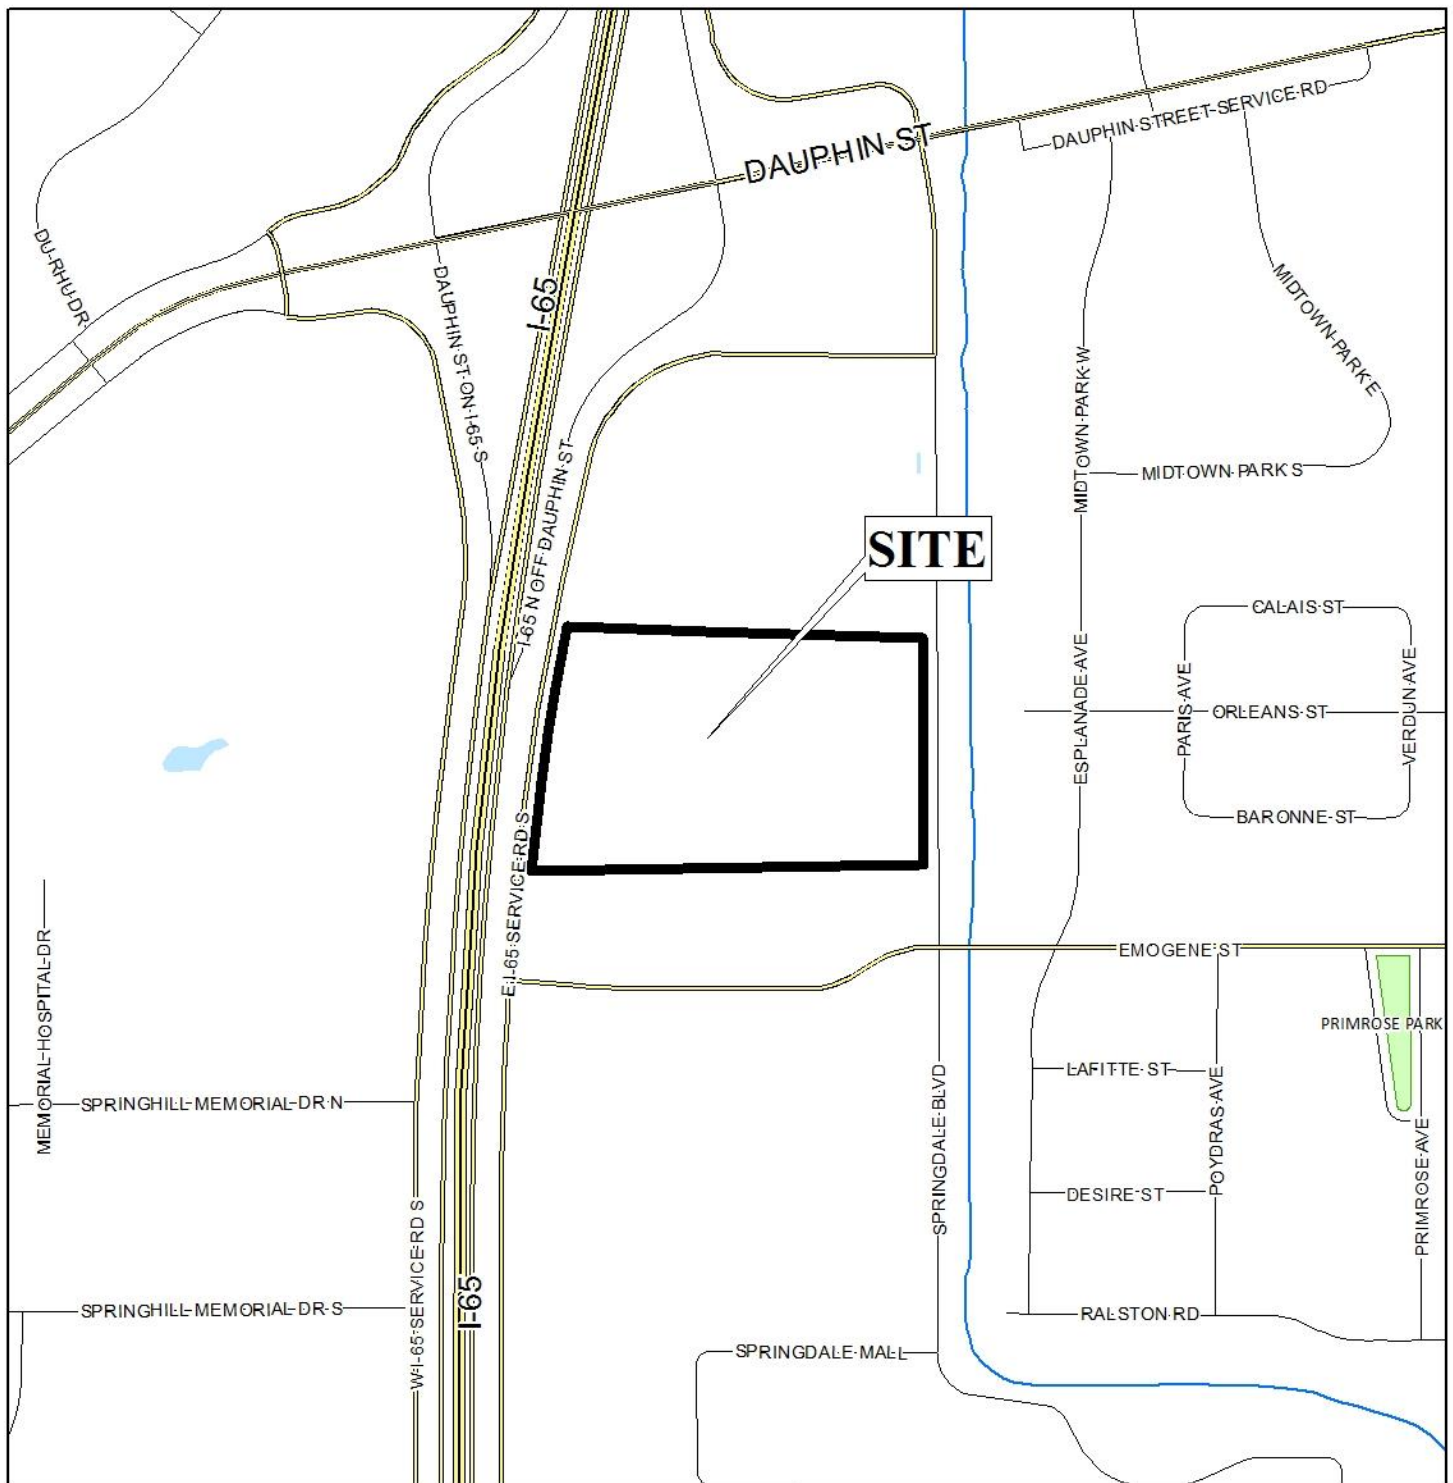 DAUPHIN ST
DAUPHIN STREET SERVICE RD
DU RHU DR
DAUPHIN ST ON I-65 S
I-65
MIDTOWN PARK E
MIDTOWN PARK W
I-65 N OFF DAUPHIN ST
MIDTOWN PARK S
SITE
CALAIS ST
ESPLANADE AVE
PARIS AVE
ORLEANS ST
VERDUN AVE
BARONNE ST
E I-65 SERVICE RD S
EMOGENE ST
MEMORIAL HOSPITAL DR
PRIMROSE PARK
SPRINGHILL MEMORIAL DR N
SPRINGDALE BLVD
LAFITTE ST
POYDRAS AVE
PRIMROSE AVE
DESIRE ST
W I-65 SERVICE RD S
I-65
SPRINGHILL MEMORIAL DR S
RALSTON RD
SPRINGDALE MALL